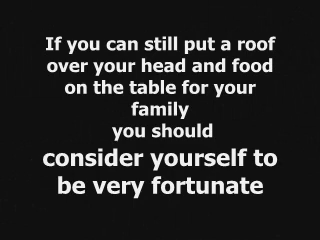 If you can still put a roof
over your head and food
on the table for your
family
you should
consider yourself to
be very fortunate